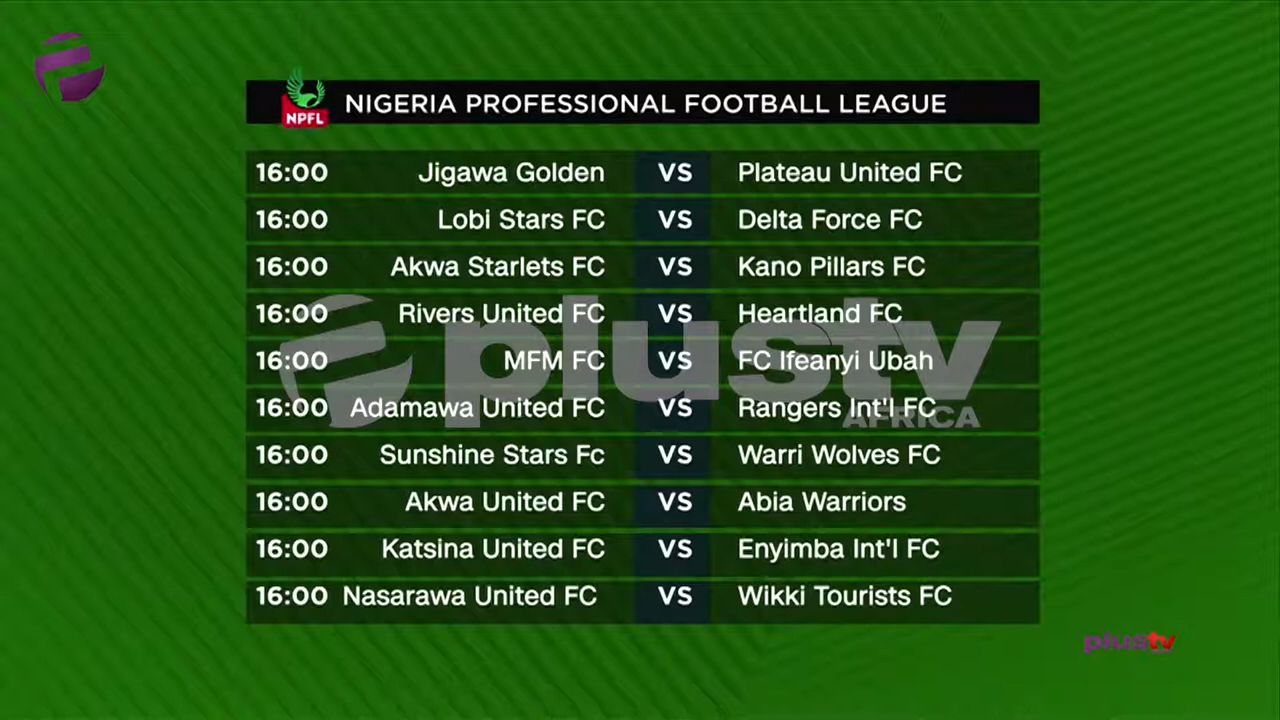 NPFL NIGERIA PROFESSIONAL FOOTBALL LEAGUE
16:00 Jigawa Golden VS Plateau United FC
16:00 Lobi Stars FC VS Delta Force FC
16:00 Akwa Starlets FC VS Kano Pillars FC
16:00 Rivers United FC VS Heartland FC
16:00 MFM FC VS FC Ifeanyi Ubah
16:00 Adamawa United FC VS Rangers Int'l FC
16:00 Sunshine Stars Fc VS Warri Wolves FC
16:00 Akwa United FC VS Abia Warriors
16:00 Katsina United FC VS Enyimba Int'l FC
16:00 Nasarawa United FC VS Wikki Tourists FC
plustv
AFRICA
plustv